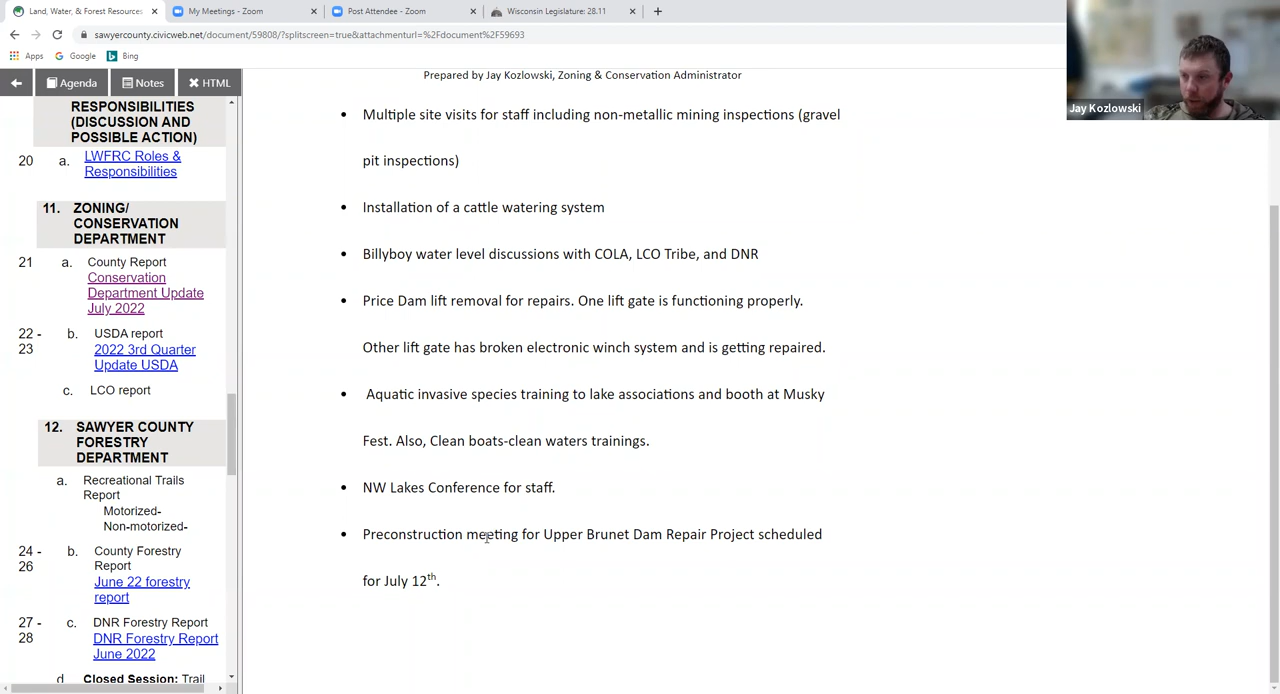 Land, Water, & Forest Resources
My Meetings - Zoom
Post Attendee - Zoom
Wisconsin Legislature: 28.11
sawyercounty.civicweb.net/document/59808/?splitscreen=true&attachmenturl=%2Fdocument%2F59693
Apps
Google
Bing
Agenda
Notes
HTML
RESPONSIBILITIES
(DISCUSSION AND
POSSIBLE ACTION)
20 a. LWFRC Roles &
Responsibilities
11. ZONING/
CONSERVATION
DEPARTMENT
21 a. County Report
Conservation
Department Update
July 2022
22 - b. USDA report
23 2022 3rd Quarter
Update USDA
c. LCO report
12. SAWYER COUNTY
FORESTRY
DEPARTMENT
a. Recreational Trails
Report
Motorized-
Non-motorized-
24 - b. County Forestry
26 Report
June 22 forestry
report
27 - c. DNR Forestry Report
28 DNR Forestry Report
June 2022
d Closed Session: Trail
Prepared by Jay Kozlowski, Zoning & Conservation Administrator
• Multiple site visits for staff including non-metallic mining inspections (gravel
pit inspections)
• Installation of a cattle watering system
• Billyboy water level discussions with COLA, LCO Tribe, and DNR
• Price Dam lift removal for repairs. One lift gate is functioning properly.
Other lift gate has broken electronic winch system and is getting repaired.
• Aquatic invasive species training to lake associations and booth at Musky
Fest. Also, Clean boats-clean waters trainings.
• NW Lakes Conference for staff.
• Preconstruction meeting for Upper Brunet Dam Repair Project scheduled
for July 12th.
Jay Kozlowski